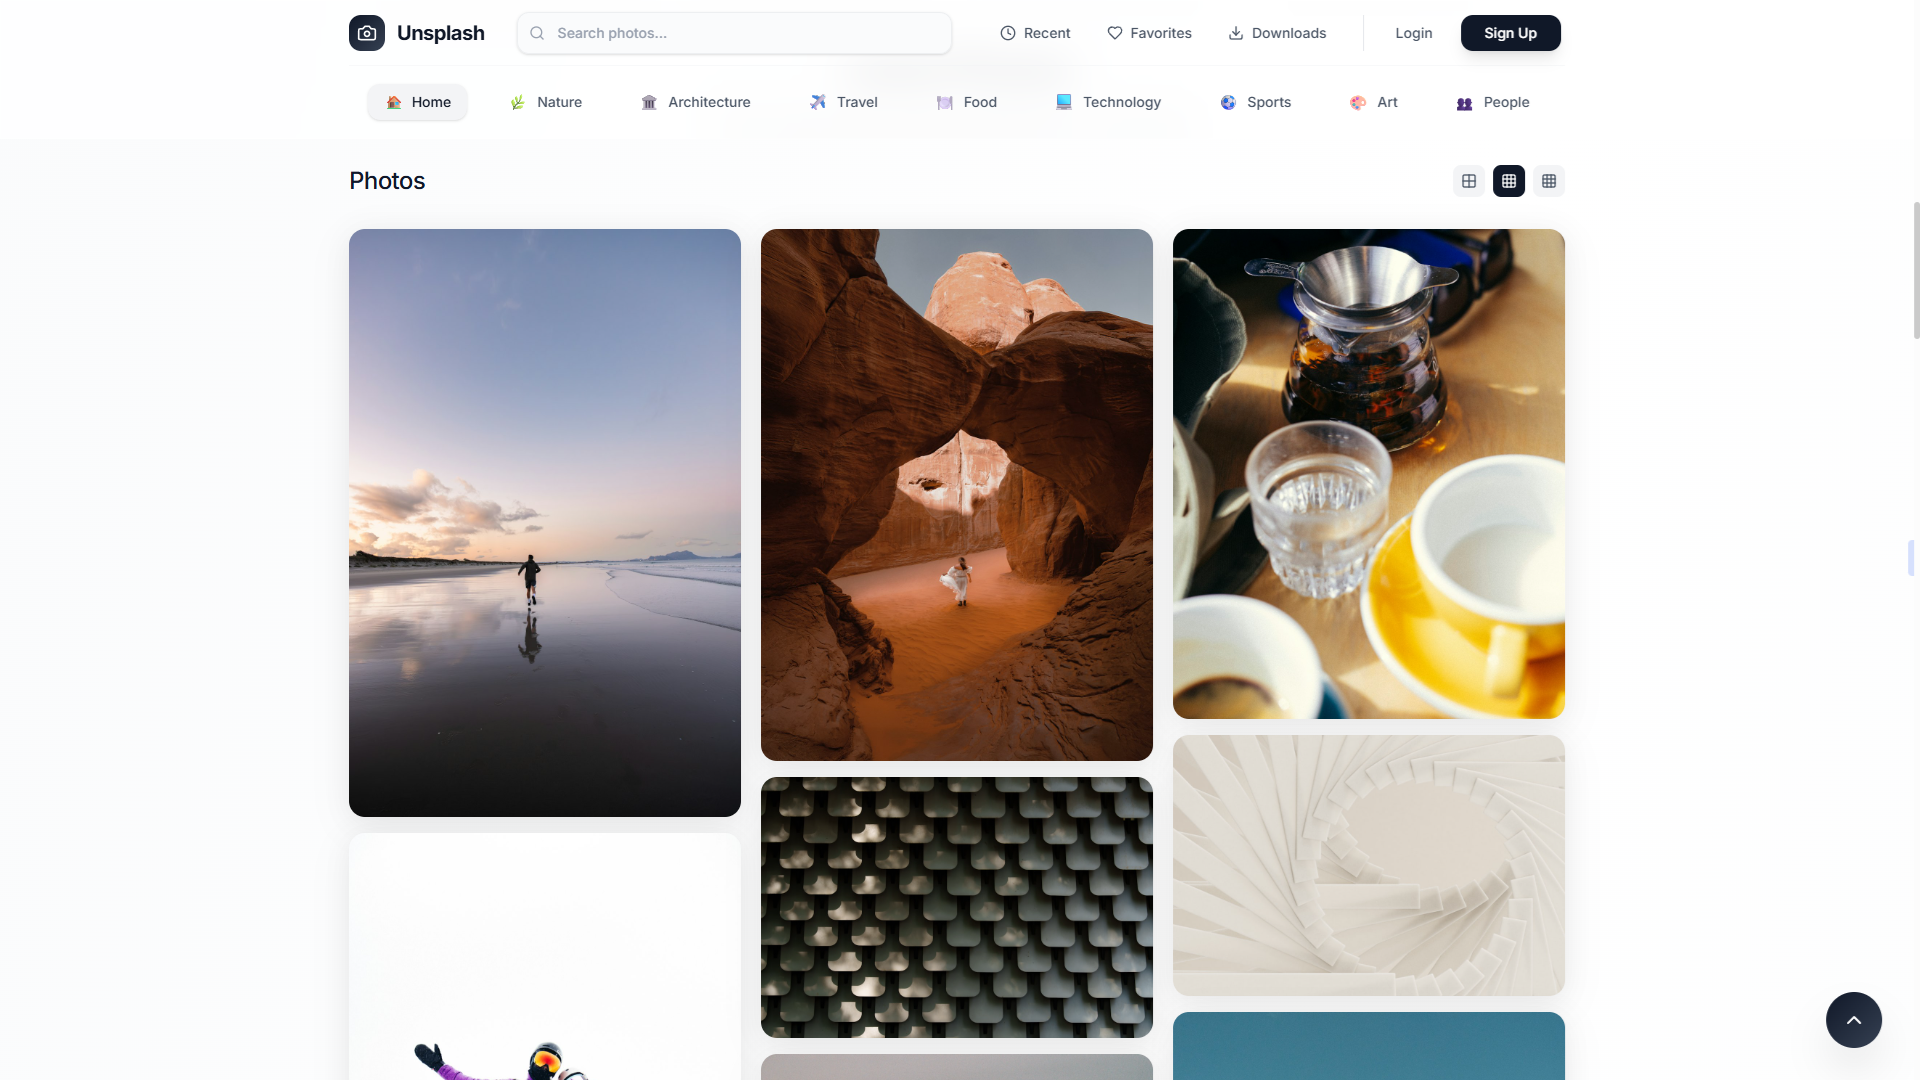 Unsplash
Search photos...
Recent
Favorites
Downloads
Login
Sign Up
Home
Nature
Architecture
Travel
Food
Technology
Sports
Art
People
Photos